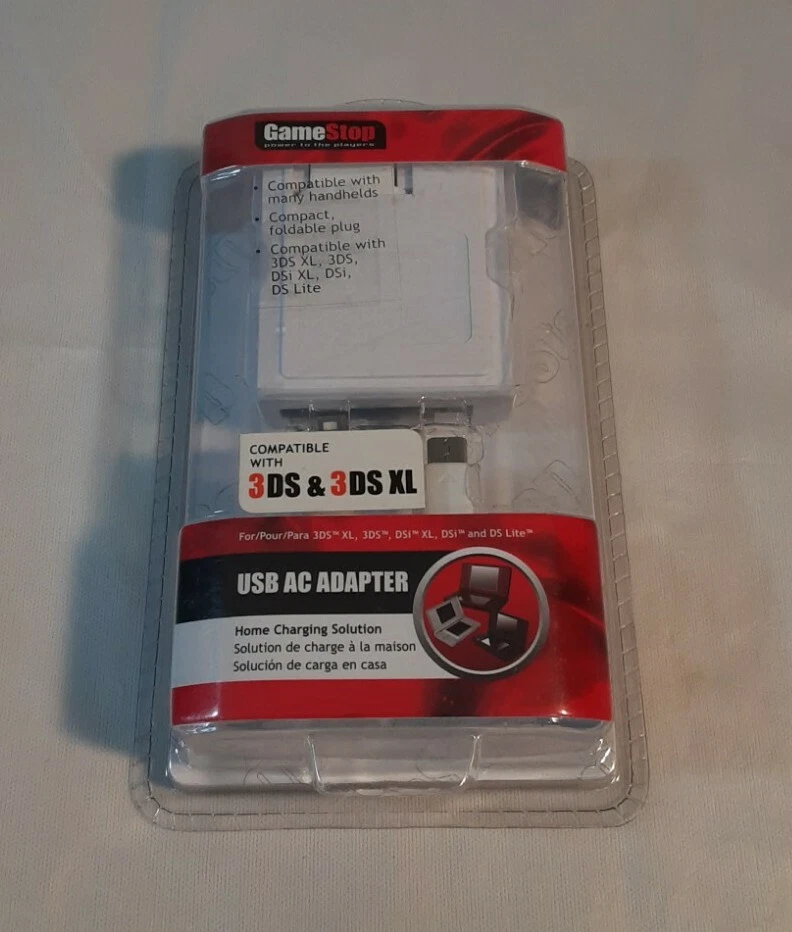 GameStop
power to the players
• Compatible with
many handhelds
• Compact,
foldable plug
• Compatible with
3DS XL, 3DS,
DSi XL, DSi,
DS Lite
COMPATIBLE
WITH
3DS & 3DS XL
For/Pour/Para 3DS™ XL, 3DS™, DSi™ XL, DSi™ and DS Lite™
USB AC ADAPTER
Home Charging Solution
Solution de charge à la maison
Solución de carga en casa